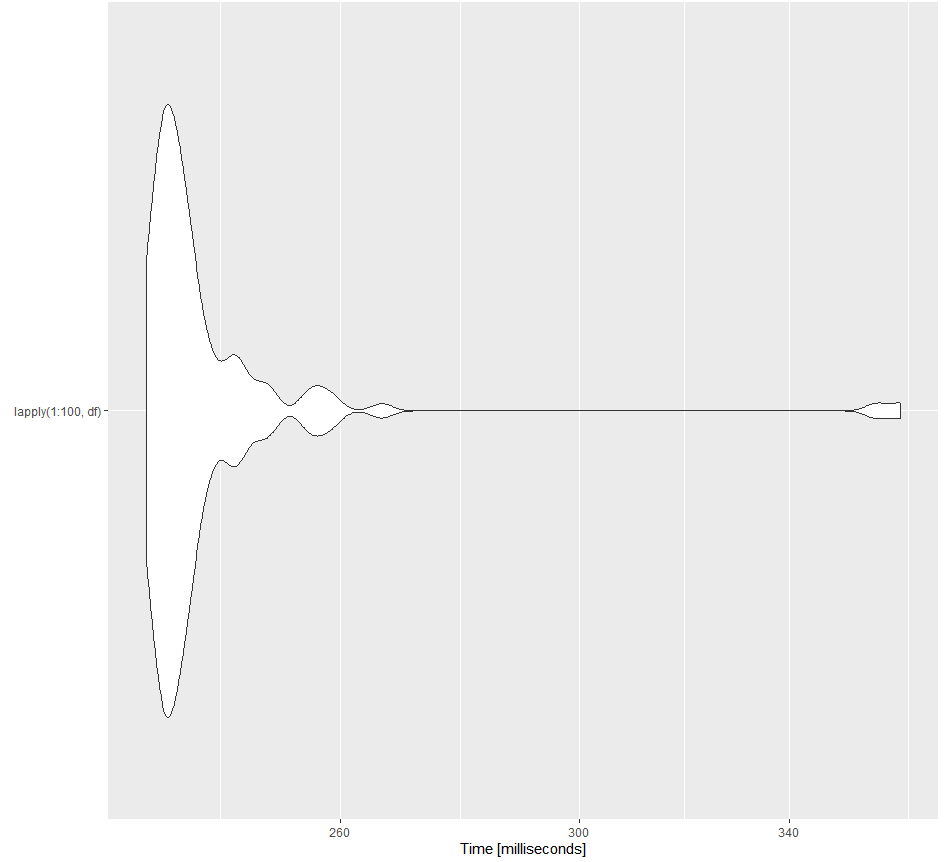 lapply(1:100, df)
260
300
340
Time [milliseconds]